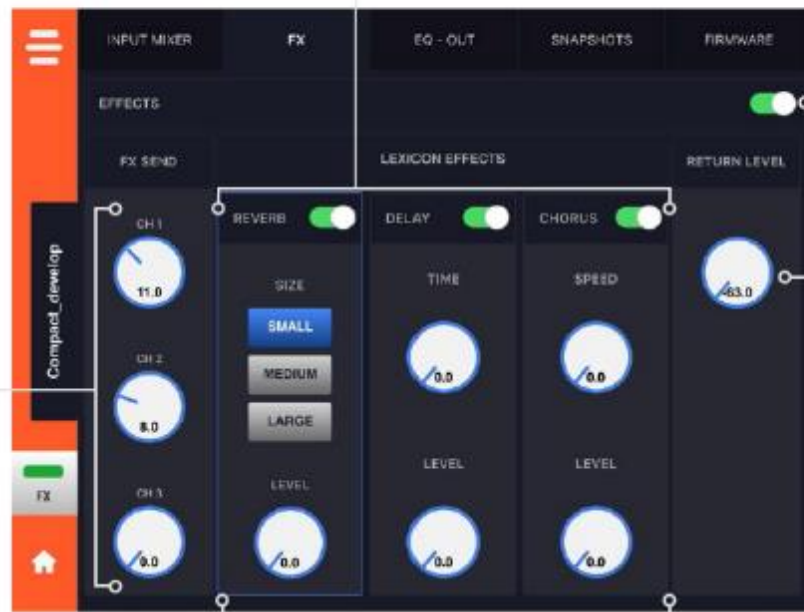 INPUT MIXER FX EQ - OUT SNAPSHOTS FIRMWARE
EFFECTS
FX SEND LEXICON EFFECTS RETURN LEVEL
CH 1 REVERB DELAY CHORUS
11.0 SIZE TIME SPEED -63.0
SMALL
CH 2 MEDIUM 0.0 0.0
8.0 LARGE
CH 3 LEVEL LEVEL LEVEL
0.0 0.0 0.0 0.0
Compact_develop
FX